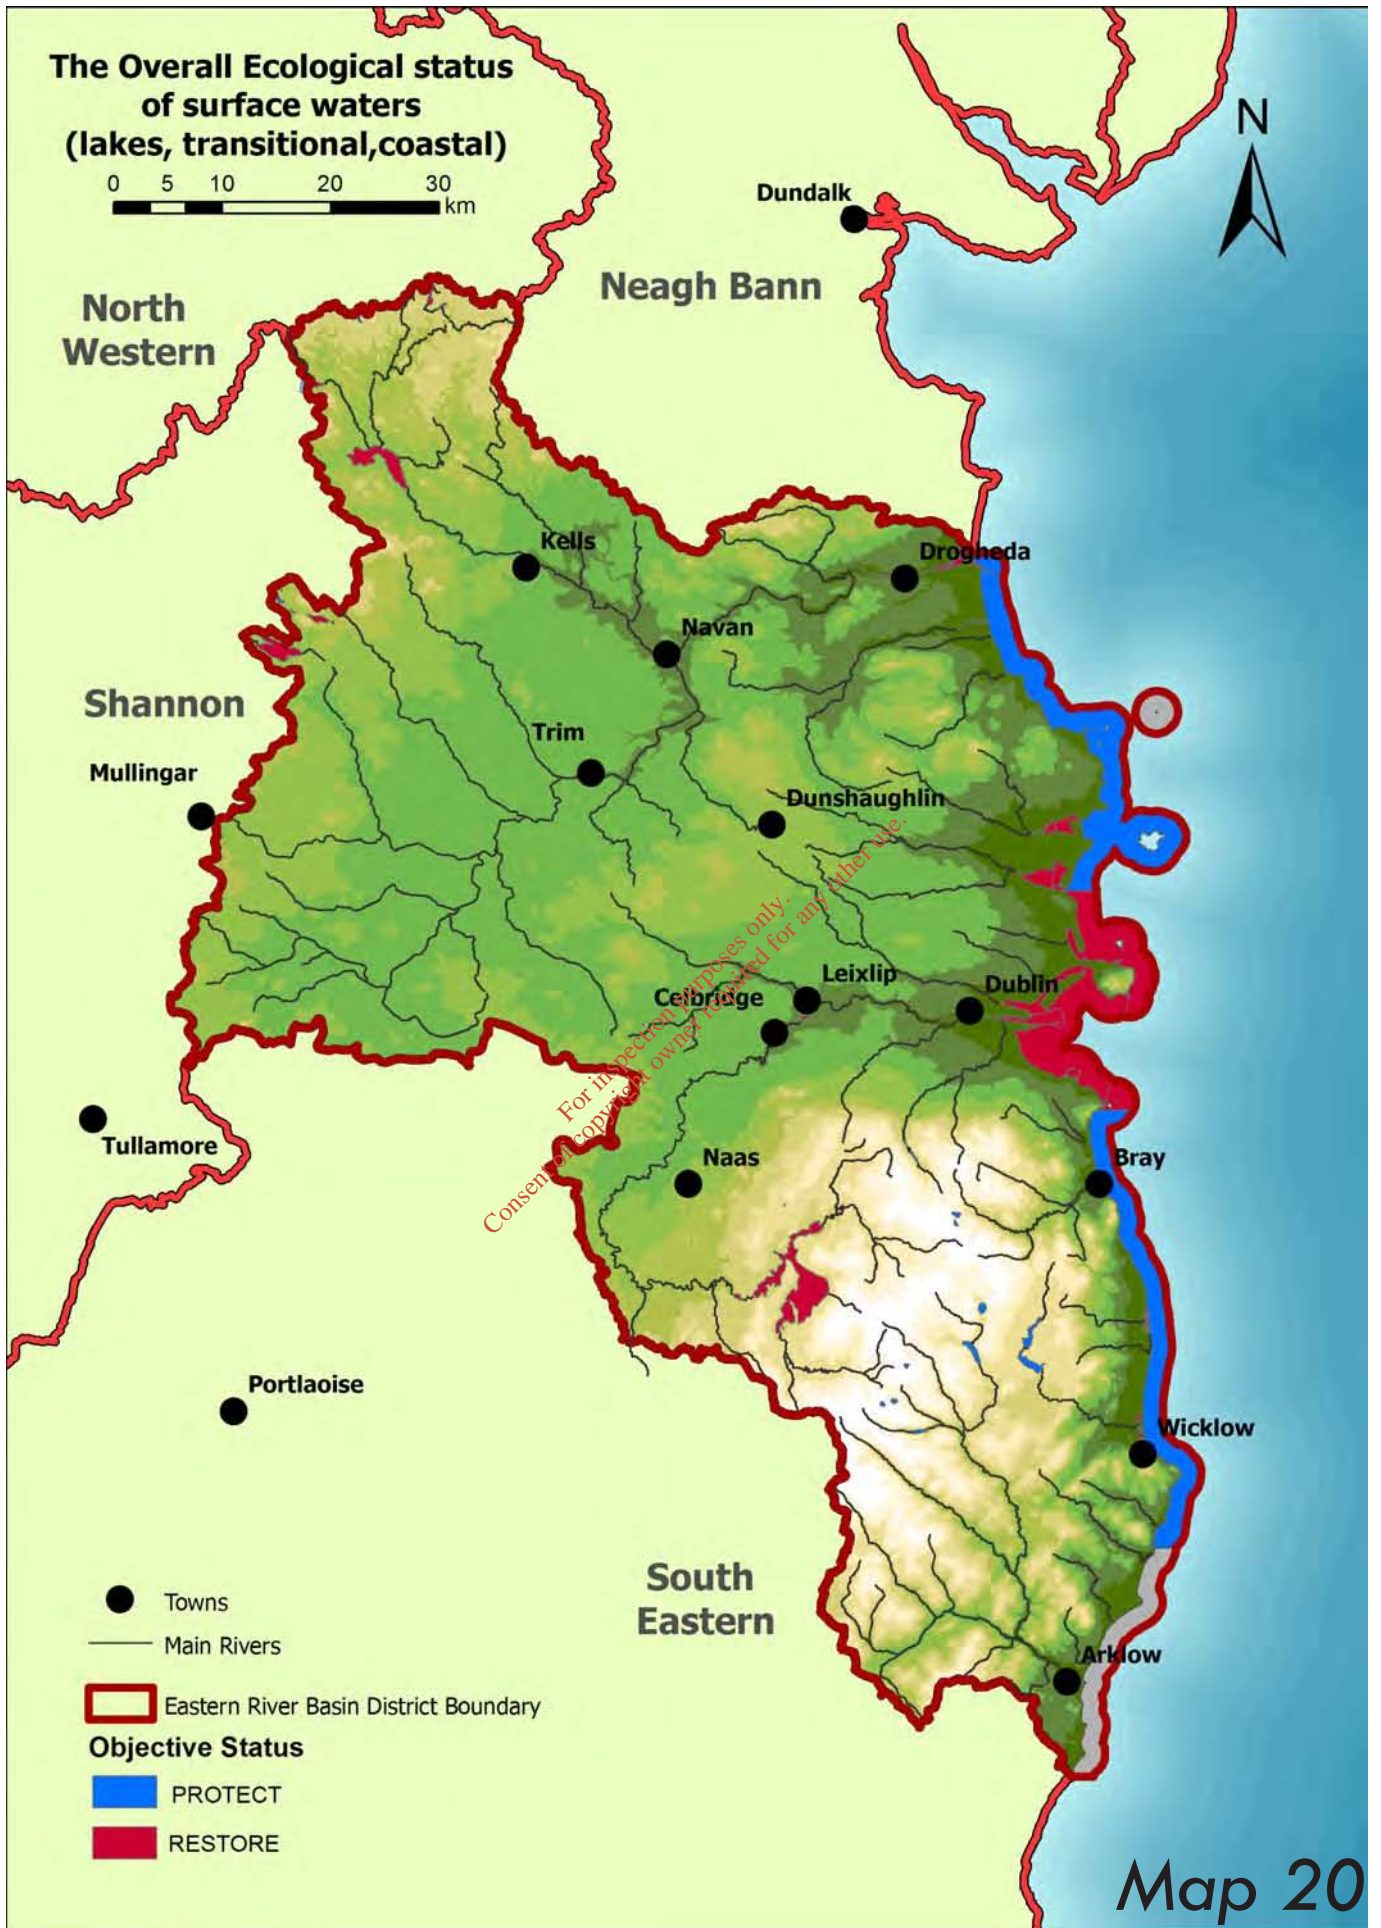 The Overall Ecological status
of surface waters
(lakes, transitional,coastal)
0 5 10 20 30
km
N
Dundalk
Neagh Bann
North
Western
Kells
Drogheda
Navan
Shannon
Trim
Mullingar
Dunshaughlin
Leixlip
Celbridge
Dublin
For inspection purposes only.
Consent of copyright owner required for any other use.
Tullamore
Naas
Bray
Portlaoise
Wicklow
South
Eastern
Arklow
Towns
Main Rivers
Eastern River Basin District Boundary
Objective Status
PROTECT
RESTORE
Map 20